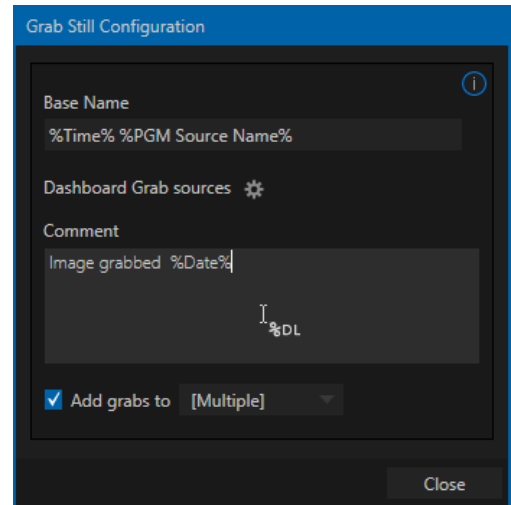 Grab Still Configuration
Base Name
%Time% %PGM Source Name%
Dashboard Grab sources
Comment
Image grabbed  %Date%
%DL
Add grabs to [Multiple]
Close